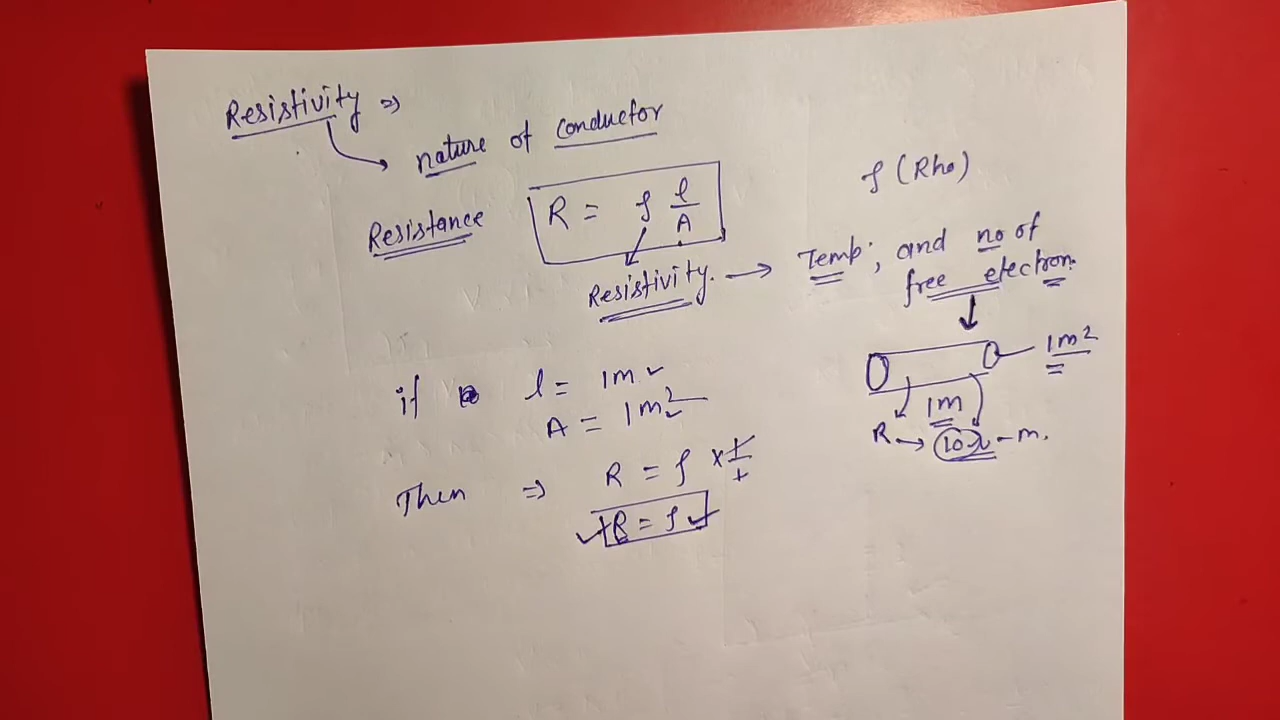 Resistivity ⇒
nature of conductor
Resistance R = ρ l/A
ρ (Rho)
Resistivity. → Temp; and no of
free electron.
1m²
1m
R → 10Ω-m.
if l = 1m
A = 1m²
Then ⇒ R = ρ × 1/1
R = ρ